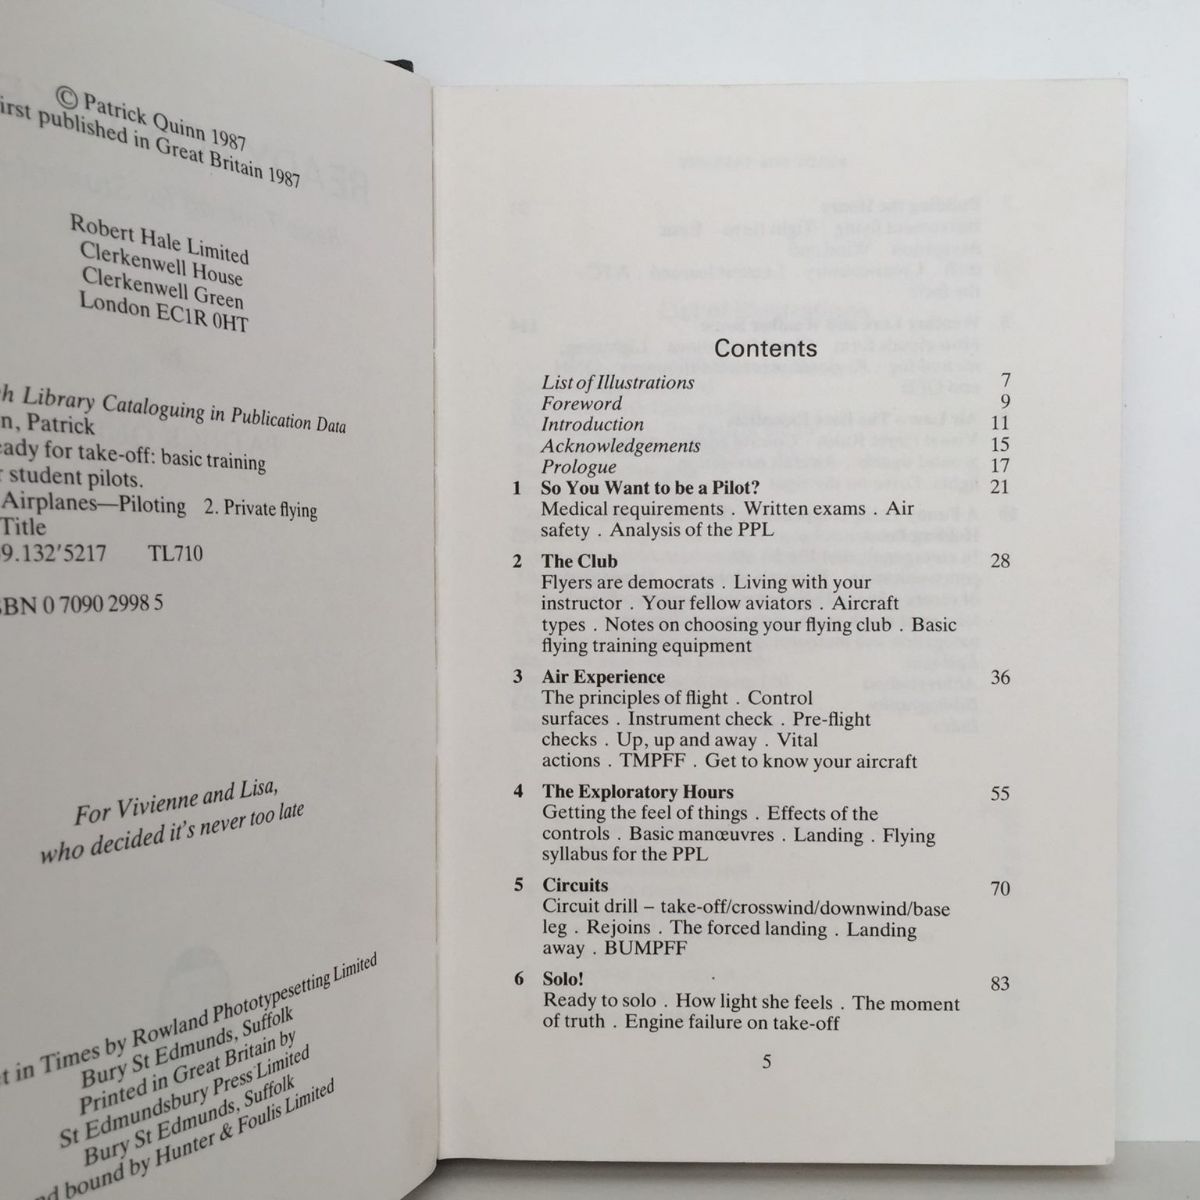 © Patrick Quinn 1987
irst published in Great Britain 1987
Robert Hale Limited
Clerkenwell House
Clerkenwell Green
London EC1R 0HT
h Library Cataloguing in Publication Data
n, Patrick
eady for take-off: basic training
r student pilots.
Airplanes—Piloting 2. Private flying
Title
9.132′5217 TL710
BN 0 7090 2998 5
For Vivienne and Lisa,
who decided it's never too late
t in Times by Rowland Phototypesetting Limited
Bury St Edmunds, Suffolk
Printed in Great Britain by
St Edmundsbury Press Limited
Bury St Edmunds, Suffolk
nd bound by Hunter & Foulis Limited
Contents
List of Illustrations 7
Foreword 9
Introduction 11
Acknowledgements 15
Prologue 17
1 So You Want to be a Pilot? 21
Medical requirements . Written exams . Air
safety . Analysis of the PPL
2 The Club 28
Flyers are democrats . Living with your
instructor . Your fellow aviators . Aircraft
types . Notes on choosing your flying club . Basic
flying training equipment
3 Air Experience 36
The principles of flight . Control
surfaces . Instrument check . Pre-flight
checks . Up, up and away . Vital
actions . TMPFF . Get to know your aircraft
4 The Exploratory Hours 55
Getting the feel of things . Effects of the
controls . Basic manœuvres . Landing . Flying
syllabus for the PPL
5 Circuits 70
Circuit drill – take-off/crosswind/downwind/base
leg . Rejoins . The forced landing . Landing
away . BUMPFF
6 Solo! 83
Ready to solo . How light she feels . The moment
of truth . Engine failure on take-off
5